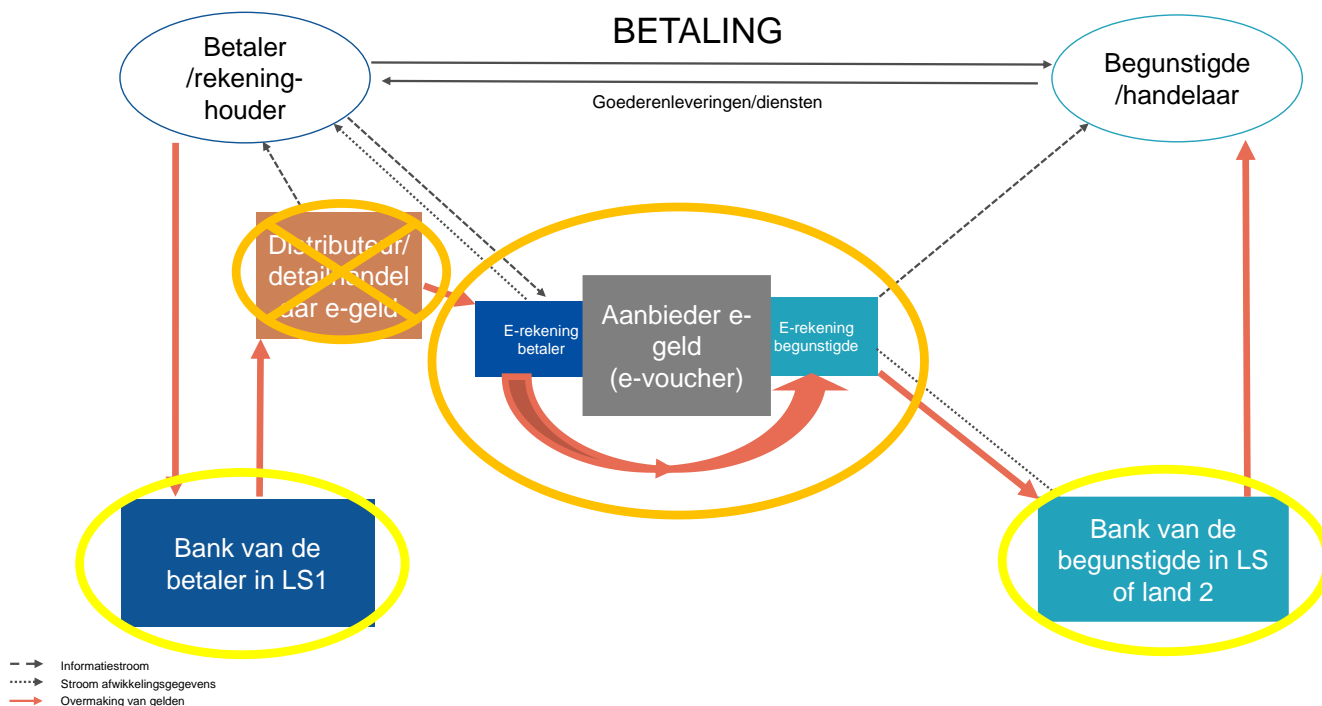 BETALING
Betaler
/rekening-
houder
Begunstigde
/handelaar
Goederenleveringen/diensten
Distributeur/
detailhandel
aar e-geld
E-rekening
betaler
Aanbieder e-
geld
(e-voucher)
E-rekening
begunstigde
Bank van de
betaler in LS1
Bank van de
begunstigde in LS
of land 2
Informatiestroom
Stroom afwikkelingsgegevens
Overmaking van gelden